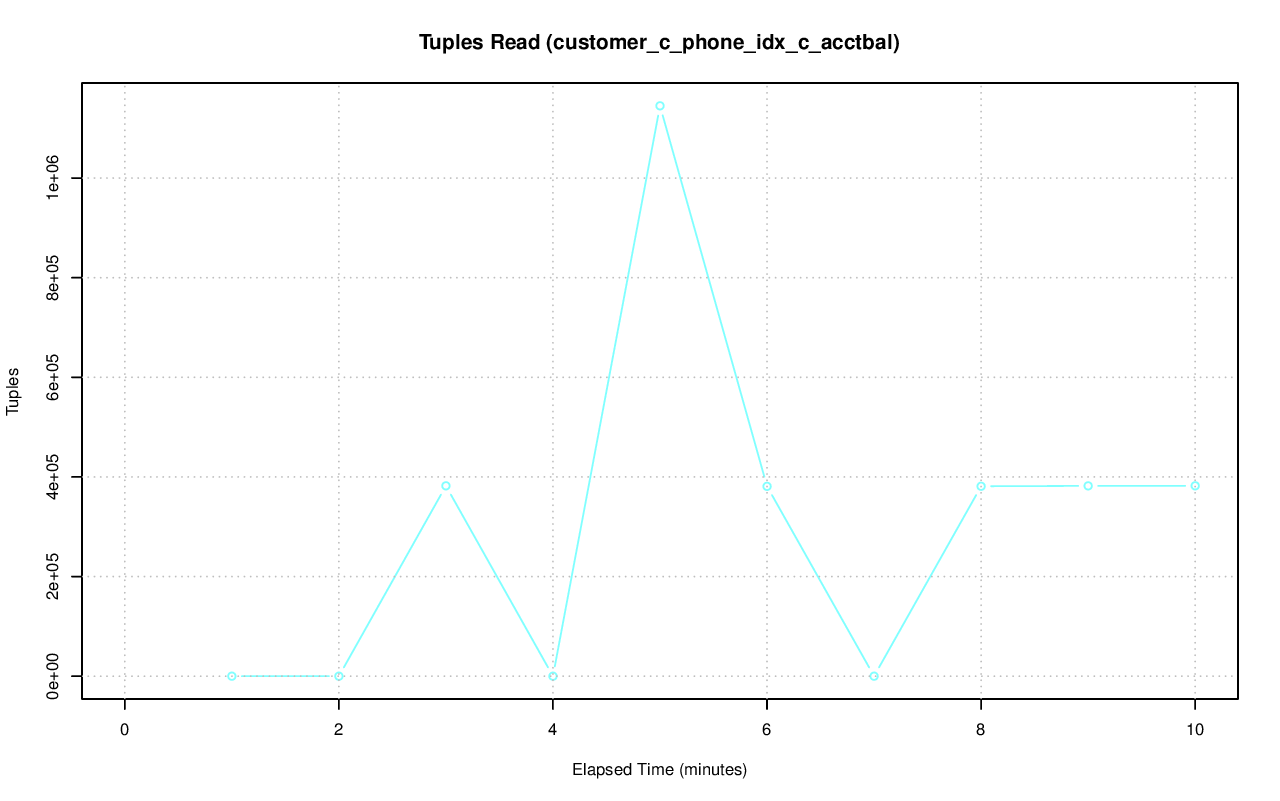 Tuples Read (customer_c_phone_idx_c_acctbal)
Tuples
1e+06
8e+05
6e+05
4e+05
2e+05
0e+00
0 2 4 6 8 10
Elapsed Time (minutes)